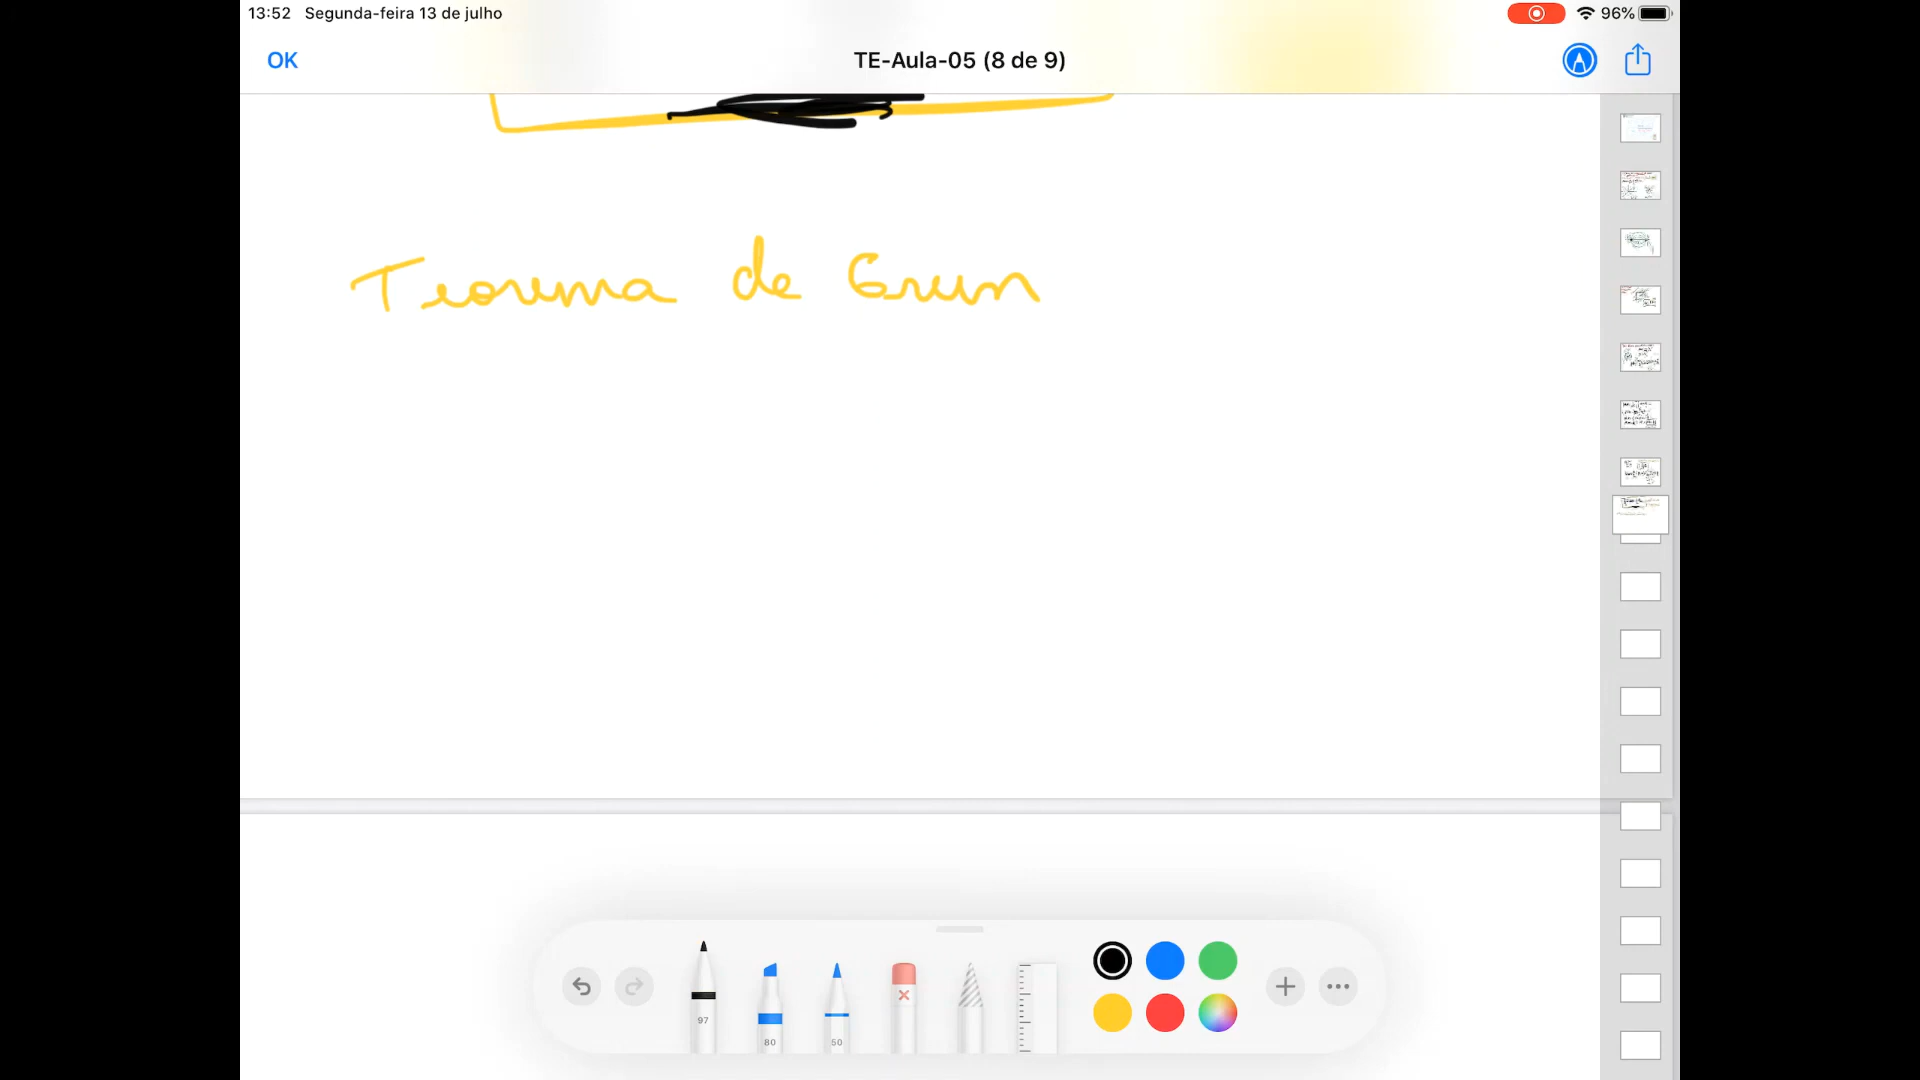 13:52 Segunda-feira 13 de julho 96%
OK TE-Aula-05 (8 de 9)
Teorema de Green
97 80 50